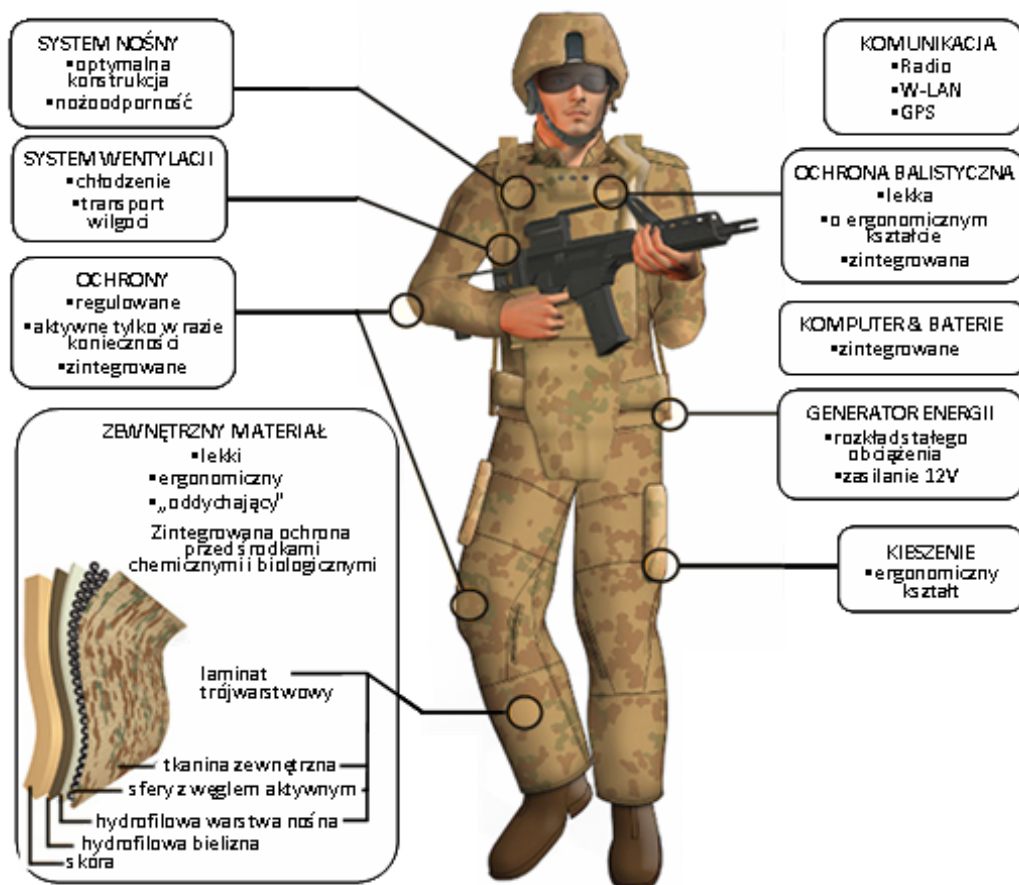 SYSTEM NOŚNY
▪optymalna
konstrukcja
▪nożoodporność
SYSTEM WENTYLACJI
▪chłodzenie
▪transport
wilgoci
OCHRONY
▪regulowane
▪aktywne tylko w razie
konieczności
▪zintegrowane
ZEWNĘTRZNY MATERIAŁ
▪lekki
▪ergonomiczny
▪„oddychający"
Zintegrowana ochrona
przed środkami
chemicznymi i biologicznymi
laminat
trójwarstwowy
tkanina zewnętrzna
sfery z węglem aktywnym
hydrofilowa warstwa nośna
hydrofilowa bielizna
skóra
KOMUNIKACJA
▪Radio
▪W-LAN
▪GPS
OCHRONA BALISTYCZNA
▪lekka
▪o ergonomicznym
kształcie
▪zintegrowana
KOMPUTER & BATERIE
▪zintegrowane
GENERATOR ENERGII
▪rozkład stałego
obciążenia
▪zasilanie 12V
KIESZENIE
▪ergonomiczny
kształt